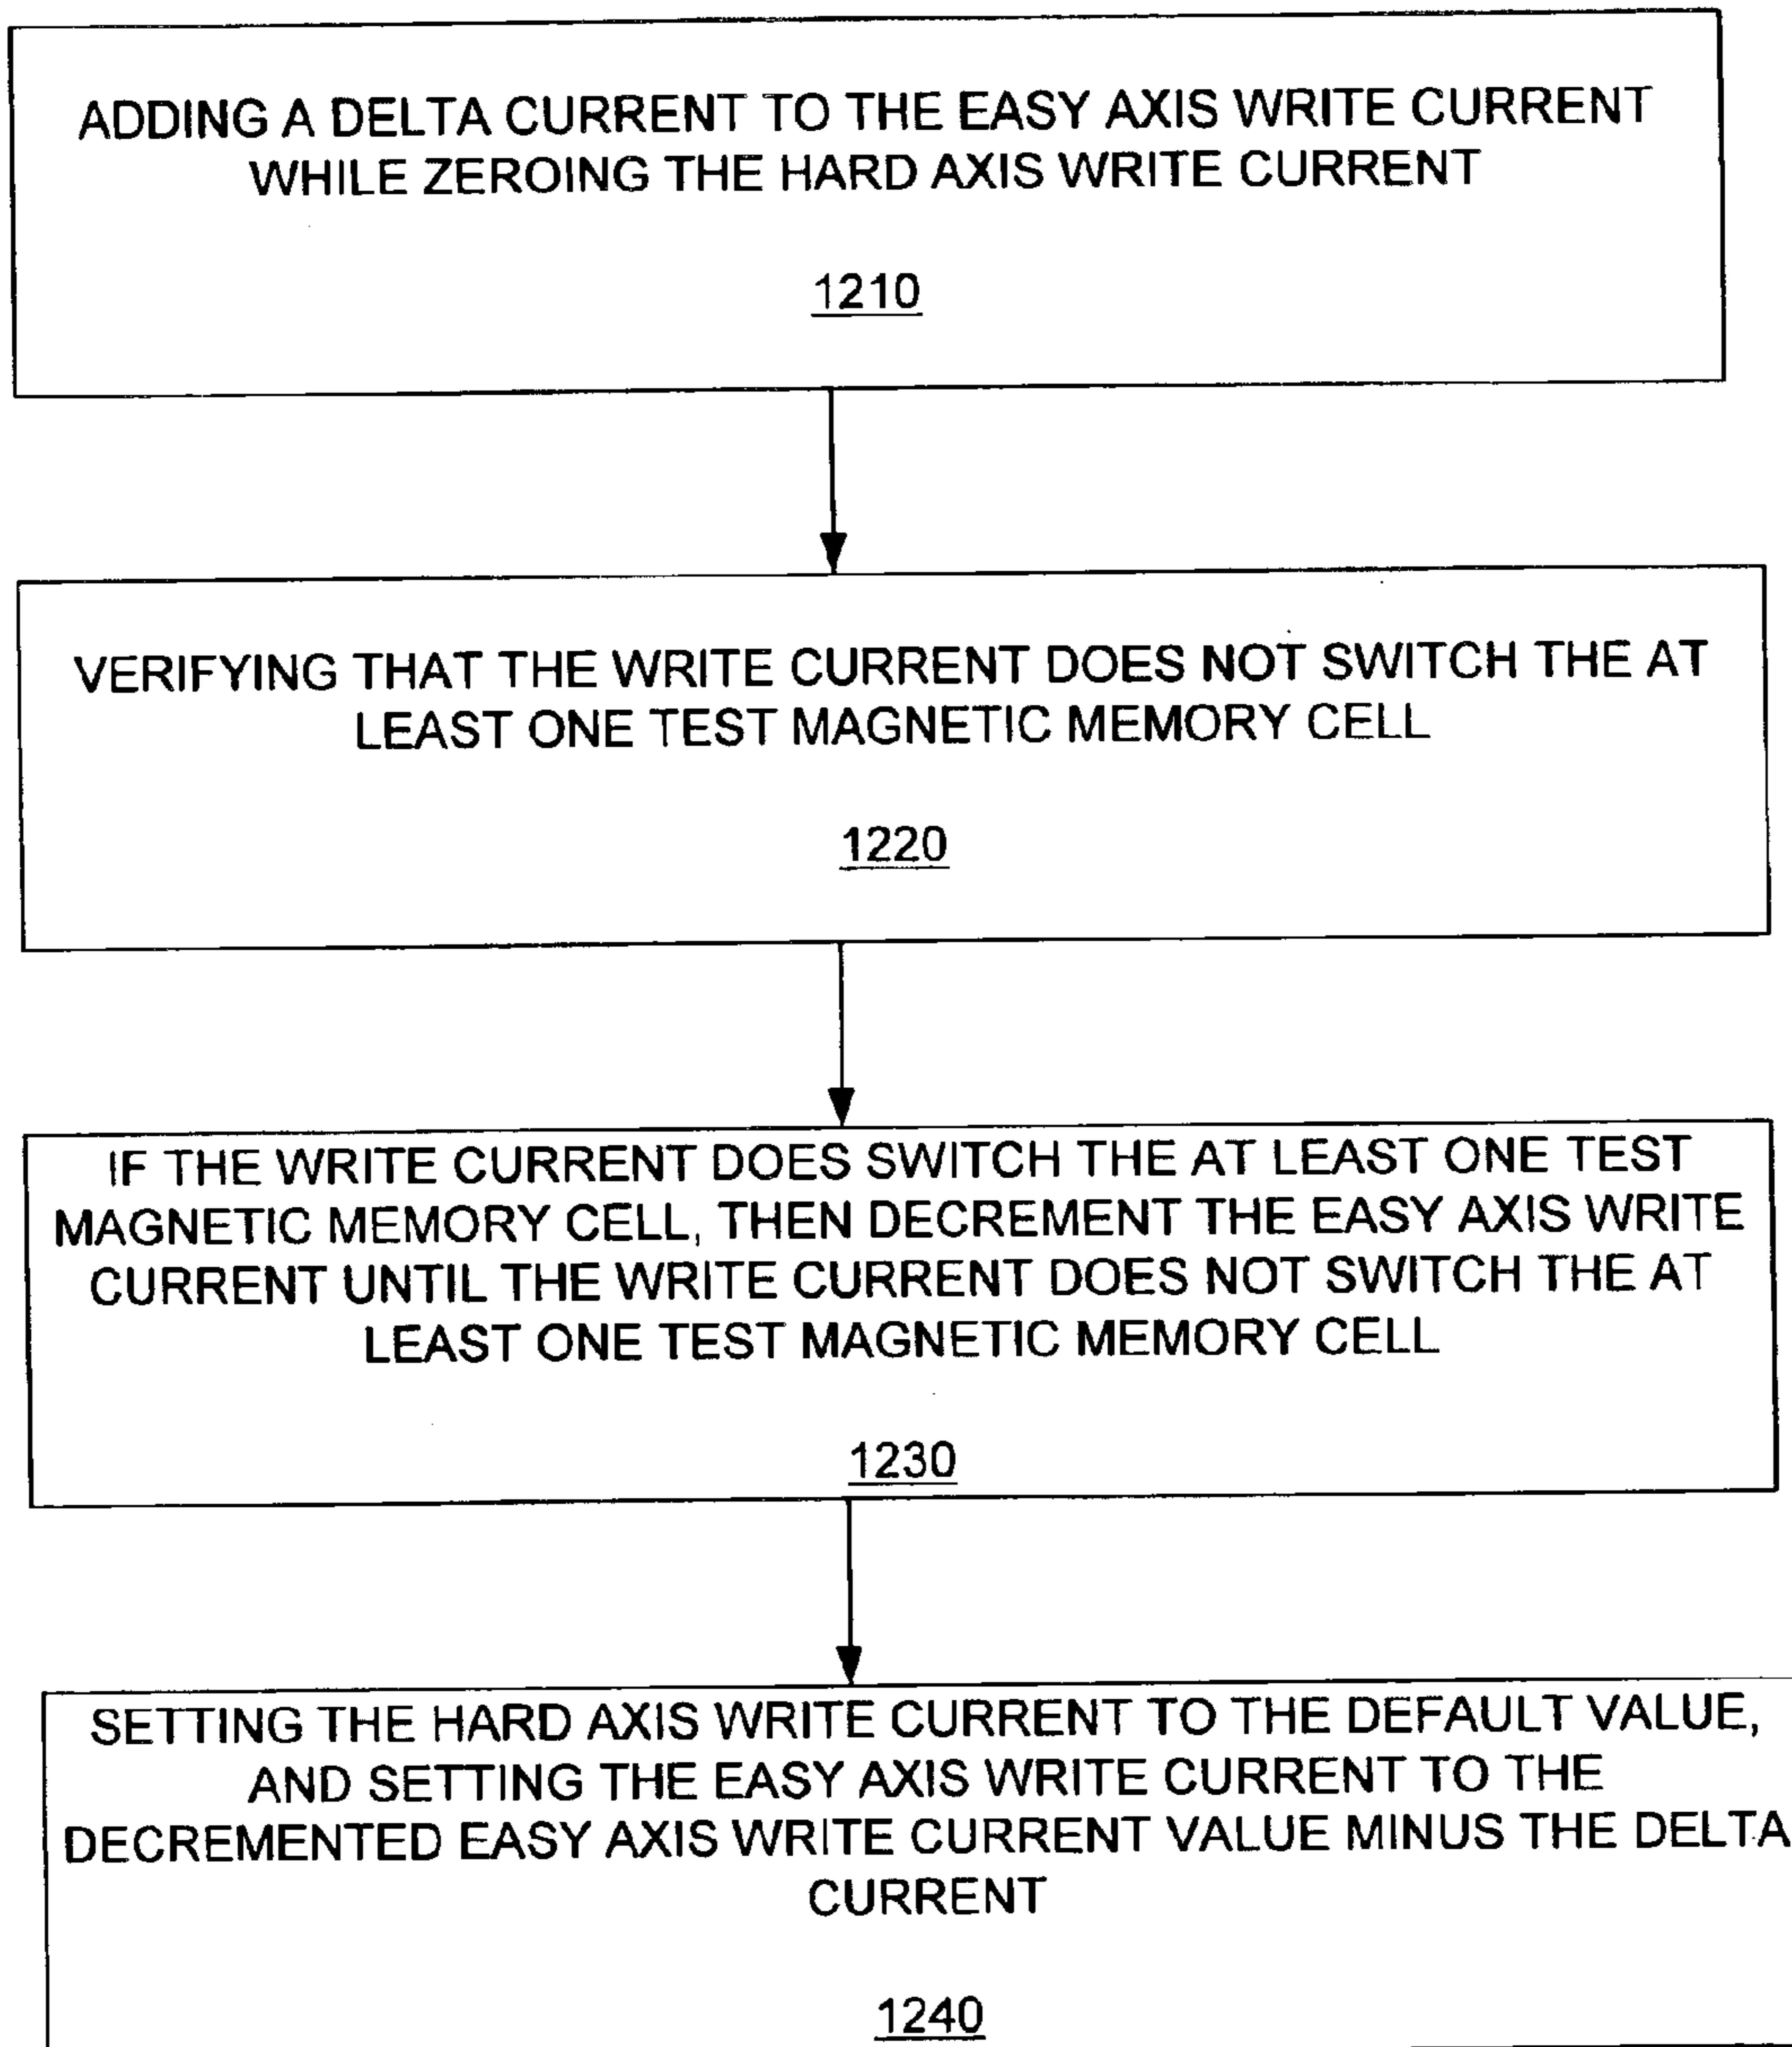 ADDING A DELTA CURRENT TO THE EASY AXIS WRITE CURRENT
WHILE ZEROING THE HARD AXIS WRITE CURRENT
1210
VERIFYING THAT THE WRITE CURRENT DOES NOT SWITCH THE AT
LEAST ONE TEST MAGNETIC MEMORY CELL
1220
IF THE WRITE CURRENT DOES SWITCH THE AT LEAST ONE TEST
MAGNETIC MEMORY CELL, THEN DECREMENT THE EASY AXIS WRITE
CURRENT UNTIL THE WRITE CURRENT DOES NOT SWITCH THE AT
LEAST ONE TEST MAGNETIC MEMORY CELL
1230
SETTING THE HARD AXIS WRITE CURRENT TO THE DEFAULT VALUE,
AND SETTING THE EASY AXIS WRITE CURRENT TO THE
DECREMENTED EASY AXIS WRITE CURRENT VALUE MINUS THE DELTA
CURRENT
1240